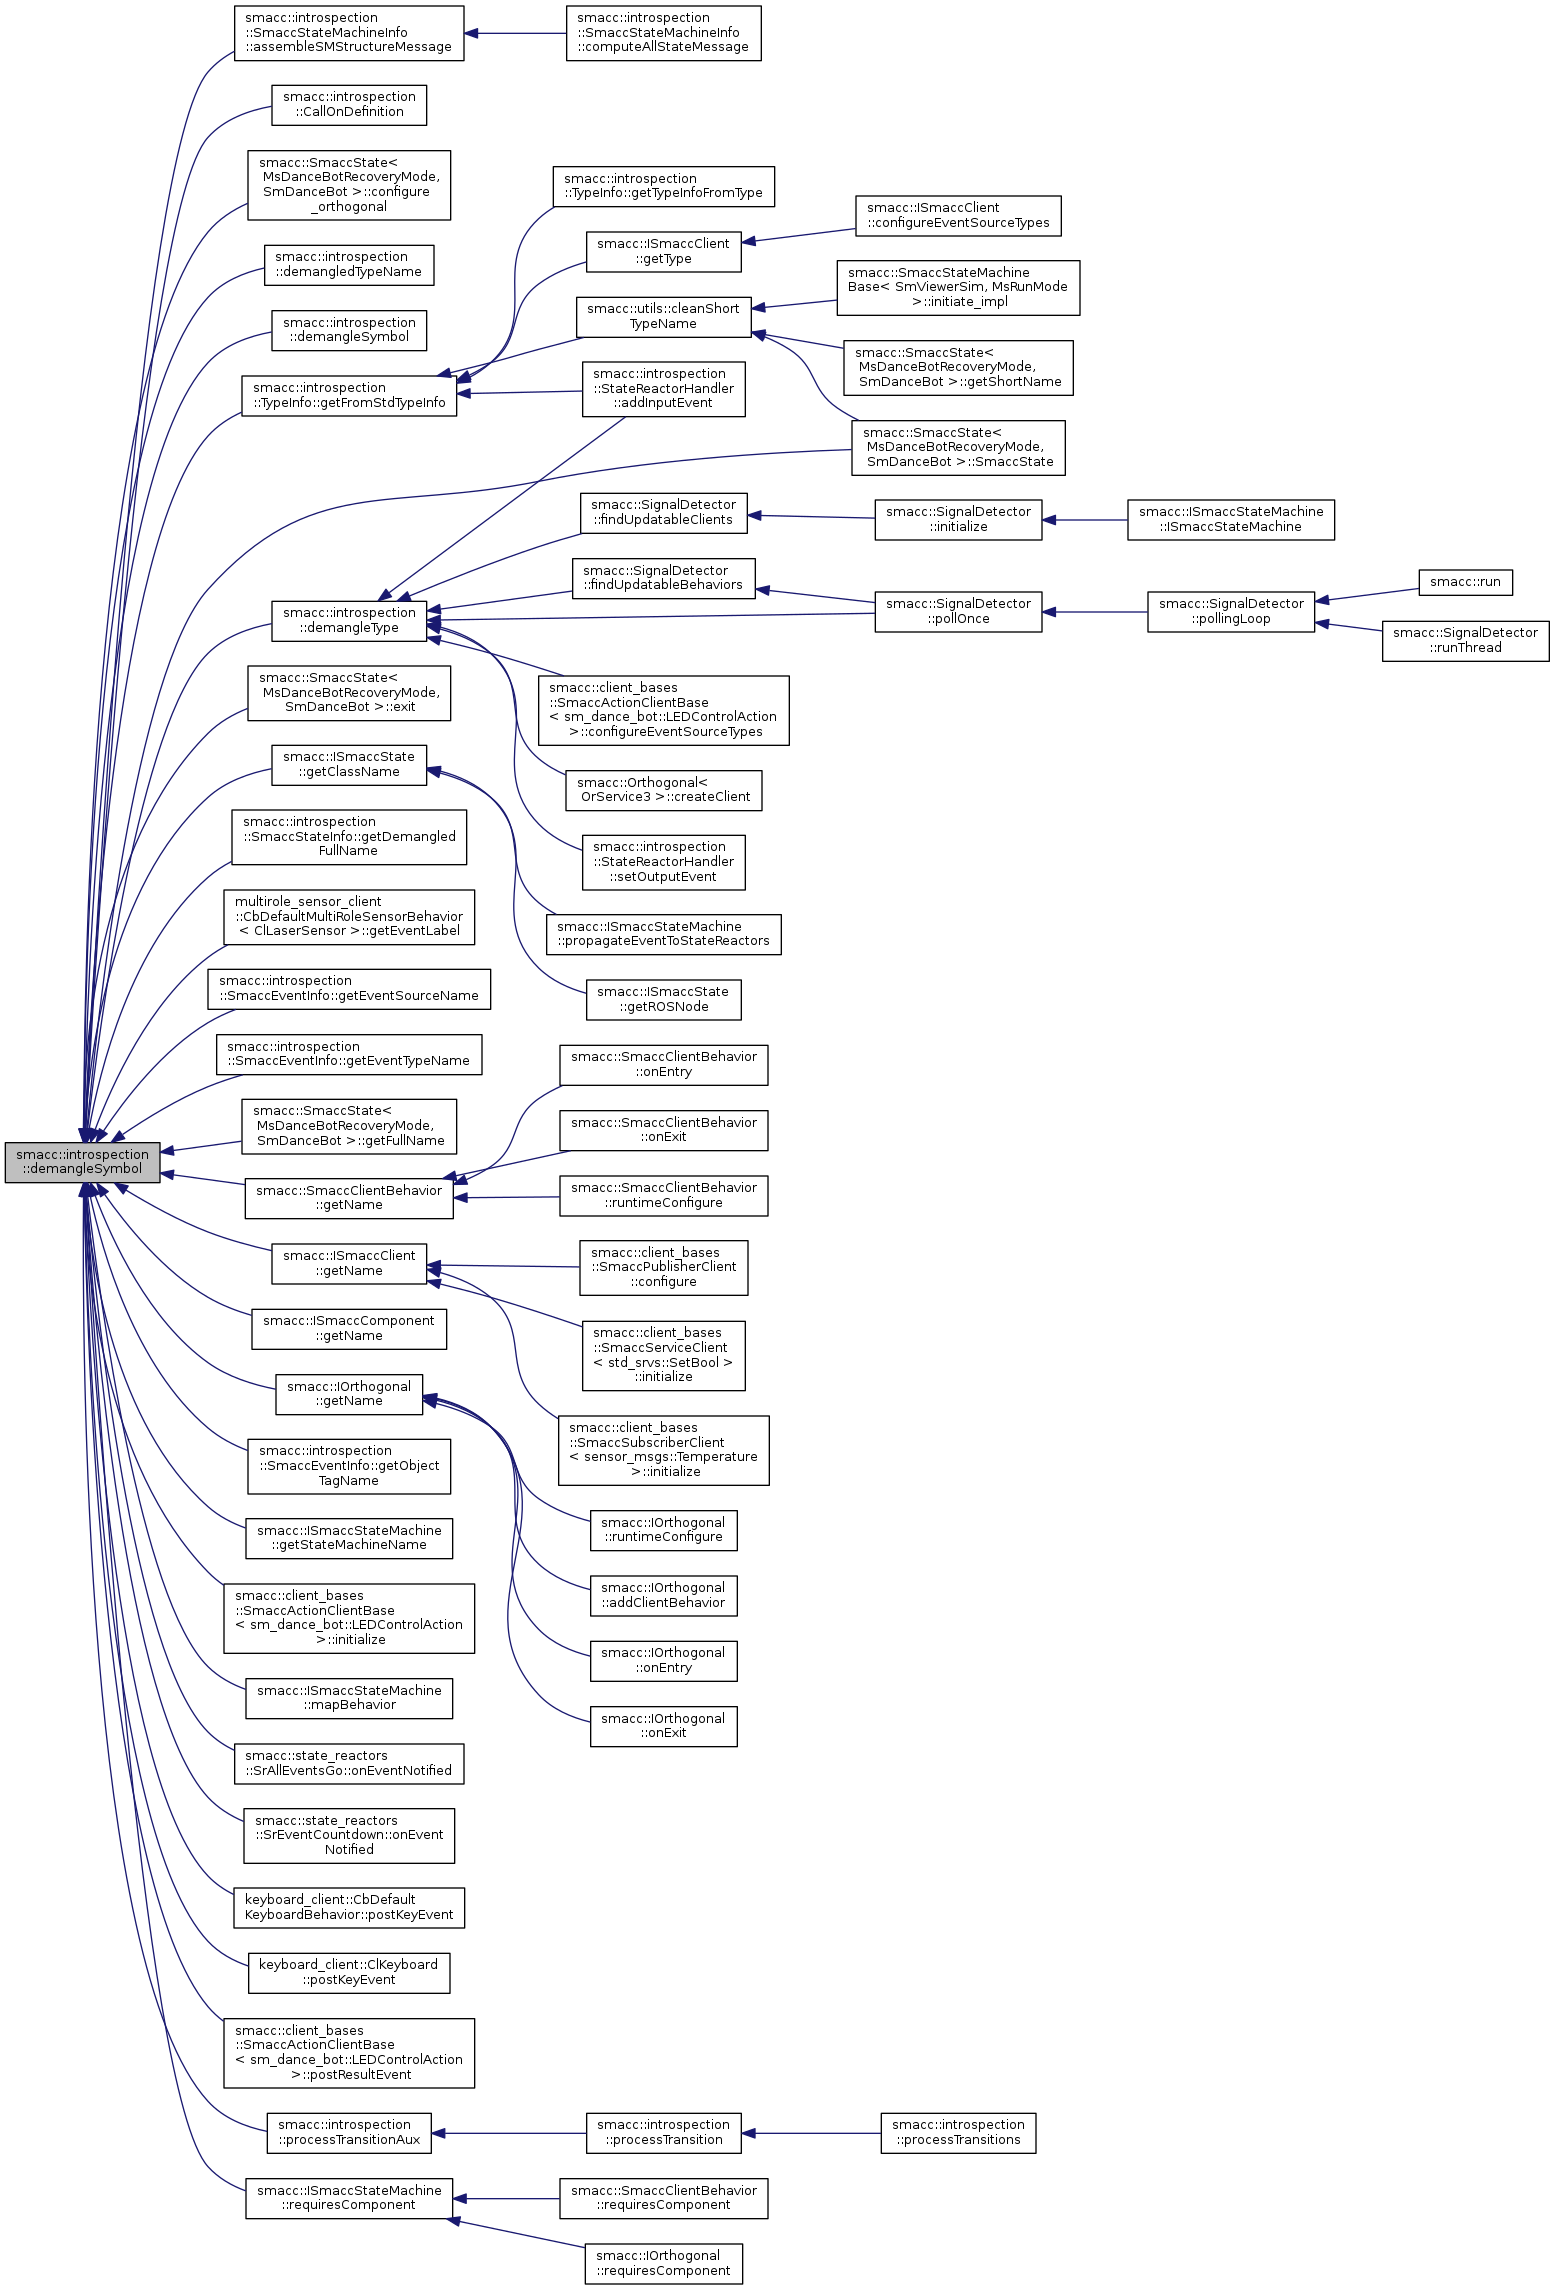 smacc::introspection
::SmaccStateMachineInfo
::assembleSMStructureMessage
smacc::introspection
::SmaccStateMachineInfo
::computeAllStateMessage
smacc::introspection
::CallOnDefinition
smacc::SmaccState<
MsDanceBotRecoveryMode,
SmDanceBot >::configure
_orthogonal
smacc::introspection
::TypeInfo::getTypeInfoFromType
smacc::ISmaccClient
::configureEventSourceTypes
smacc::ISmaccClient
::getType
smacc::introspection
::demangledTypeName
smacc::SmaccStateMachine
Base< SmViewerSim, MsRunMode
>::initiate_impl
smacc::utils::cleanShort
TypeName
smacc::introspection
::demangleSymbol
smacc::SmaccState<
MsDanceBotRecoveryMode,
SmDanceBot >::getShortName
smacc::introspection
::TypeInfo::getFromStdTypeInfo
smacc::introspection
::StateReactorHandler
::addInputEvent
smacc::SmaccState<
MsDanceBotRecoveryMode,
SmDanceBot >::SmaccState
smacc::SignalDetector
::findUpdatableClients
smacc::SignalDetector
::initialize
smacc::ISmaccStateMachine
::ISmaccStateMachine
smacc::SignalDetector
::findUpdatableBehaviors
smacc::run
smacc::introspection
::demangleType
smacc::SignalDetector
::pollOnce
smacc::SignalDetector
::pollingLoop
smacc::SignalDetector
::runThread
smacc::SmaccState<
MsDanceBotRecoveryMode,
SmDanceBot >::exit
smacc::client_bases
::SmaccActionClientBase
< sm_dance_bot::LEDControlAction
>::configureEventSourceTypes
smacc::ISmaccState
::getClassName
smacc::Orthogonal<
OrService3 >::createClient
smacc::introspection
::SmaccStateInfo::getDemangled
FullName
smacc::introspection
::StateReactorHandler
::setOutputEvent
multirole_sensor_client
::CbDefaultMultiRoleSensorBehavior
< ClLaserSensor >::getEventLabel
smacc::ISmaccStateMachine
::propagateEventToStateReactors
smacc::introspection
::SmaccEventInfo::getEventSourceName
smacc::ISmaccState
::getROSNode
smacc::introspection
::SmaccEventInfo::getEventTypeName
smacc::SmaccClientBehavior
::onEntry
smacc::SmaccState<
MsDanceBotRecoveryMode,
SmDanceBot >::getFullName
smacc::SmaccClientBehavior
::onExit
smacc::introspection
::demangleSymbol
smacc::SmaccClientBehavior
::getName
smacc::SmaccClientBehavior
::runtimeConfigure
smacc::ISmaccClient
::getName
smacc::client_bases
::SmaccPublisherClient
::configure
smacc::ISmaccComponent
::getName
smacc::client_bases
::SmaccServiceClient
< std_srvs::SetBool >
::initialize
smacc::IOrthogonal
::getName
smacc::client_bases
::SmaccSubscriberClient
< sensor_msgs::Temperature
>::initialize
smacc::introspection
::SmaccEventInfo::getObject
TagName
smacc::IOrthogonal
::runtimeConfigure
smacc::ISmaccStateMachine
::getStateMachineName
smacc::IOrthogonal
::addClientBehavior
smacc::client_bases
::SmaccActionClientBase
< sm_dance_bot::LEDControlAction
>::initialize
smacc::IOrthogonal
::onEntry
smacc::ISmaccStateMachine
::mapBehavior
smacc::IOrthogonal
::onExit
smacc::state_reactors
::SrAllEventsGo::onEventNotified
smacc::state_reactors
::SrEventCountdown::onEvent
Notified
keyboard_client::CbDefault
KeyboardBehavior::postKeyEvent
keyboard_client::ClKeyboard
::postKeyEvent
smacc::client_bases
::SmaccActionClientBase
< sm_dance_bot::LEDControlAction
>::postResultEvent
smacc::introspection
::processTransitionAux
smacc::introspection
::processTransition
smacc::introspection
::processTransitions
smacc::ISmaccStateMachine
::requiresComponent
smacc::SmaccClientBehavior
::requiresComponent
smacc::IOrthogonal
::requiresComponent